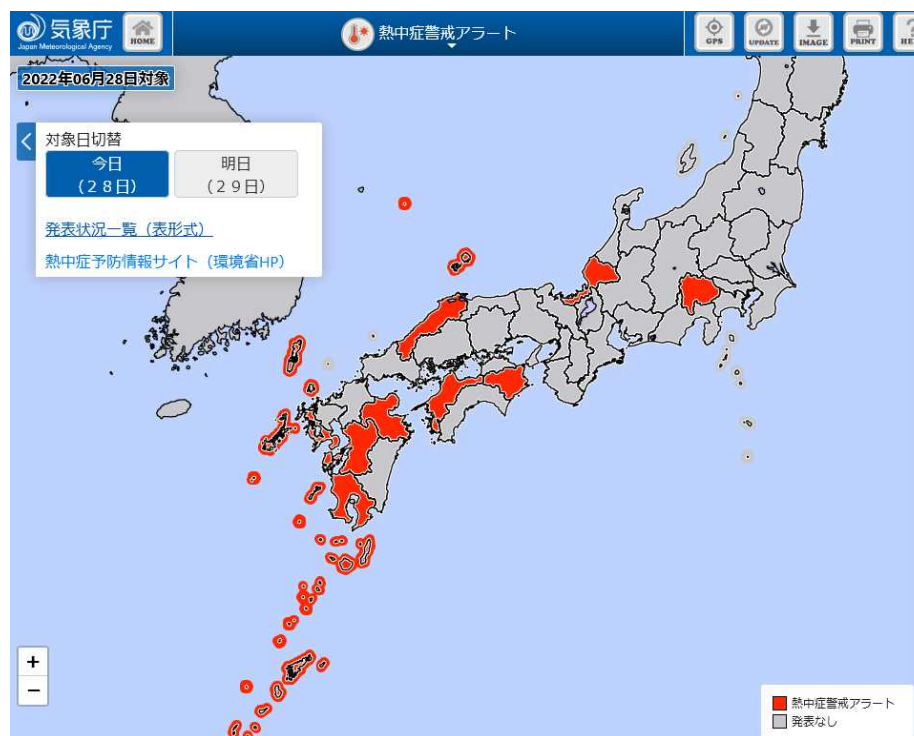 気象庁
Japan Meteorological Agency
HOME
熱中症警戒アラート
GPS
UPDATE
IMAGE
PRINT
HE
2022年06月28日対象
対象日切替
今日
(28日)
明日
(29日)
発表状況一覧（表形式）
熱中症予防情報サイト（環境省HP）
+
−
熱中症警戒アラート
発表なし